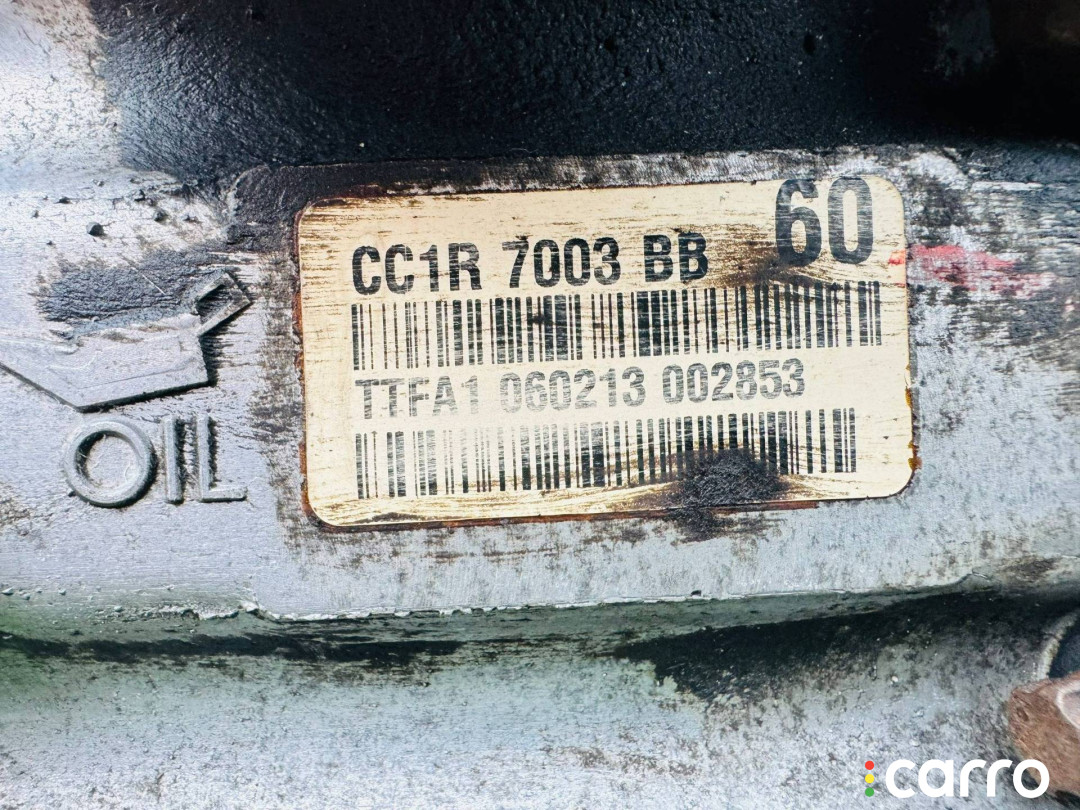 60
CC1R 7003 BB
TTFA1 060213 002853
OIL
carro